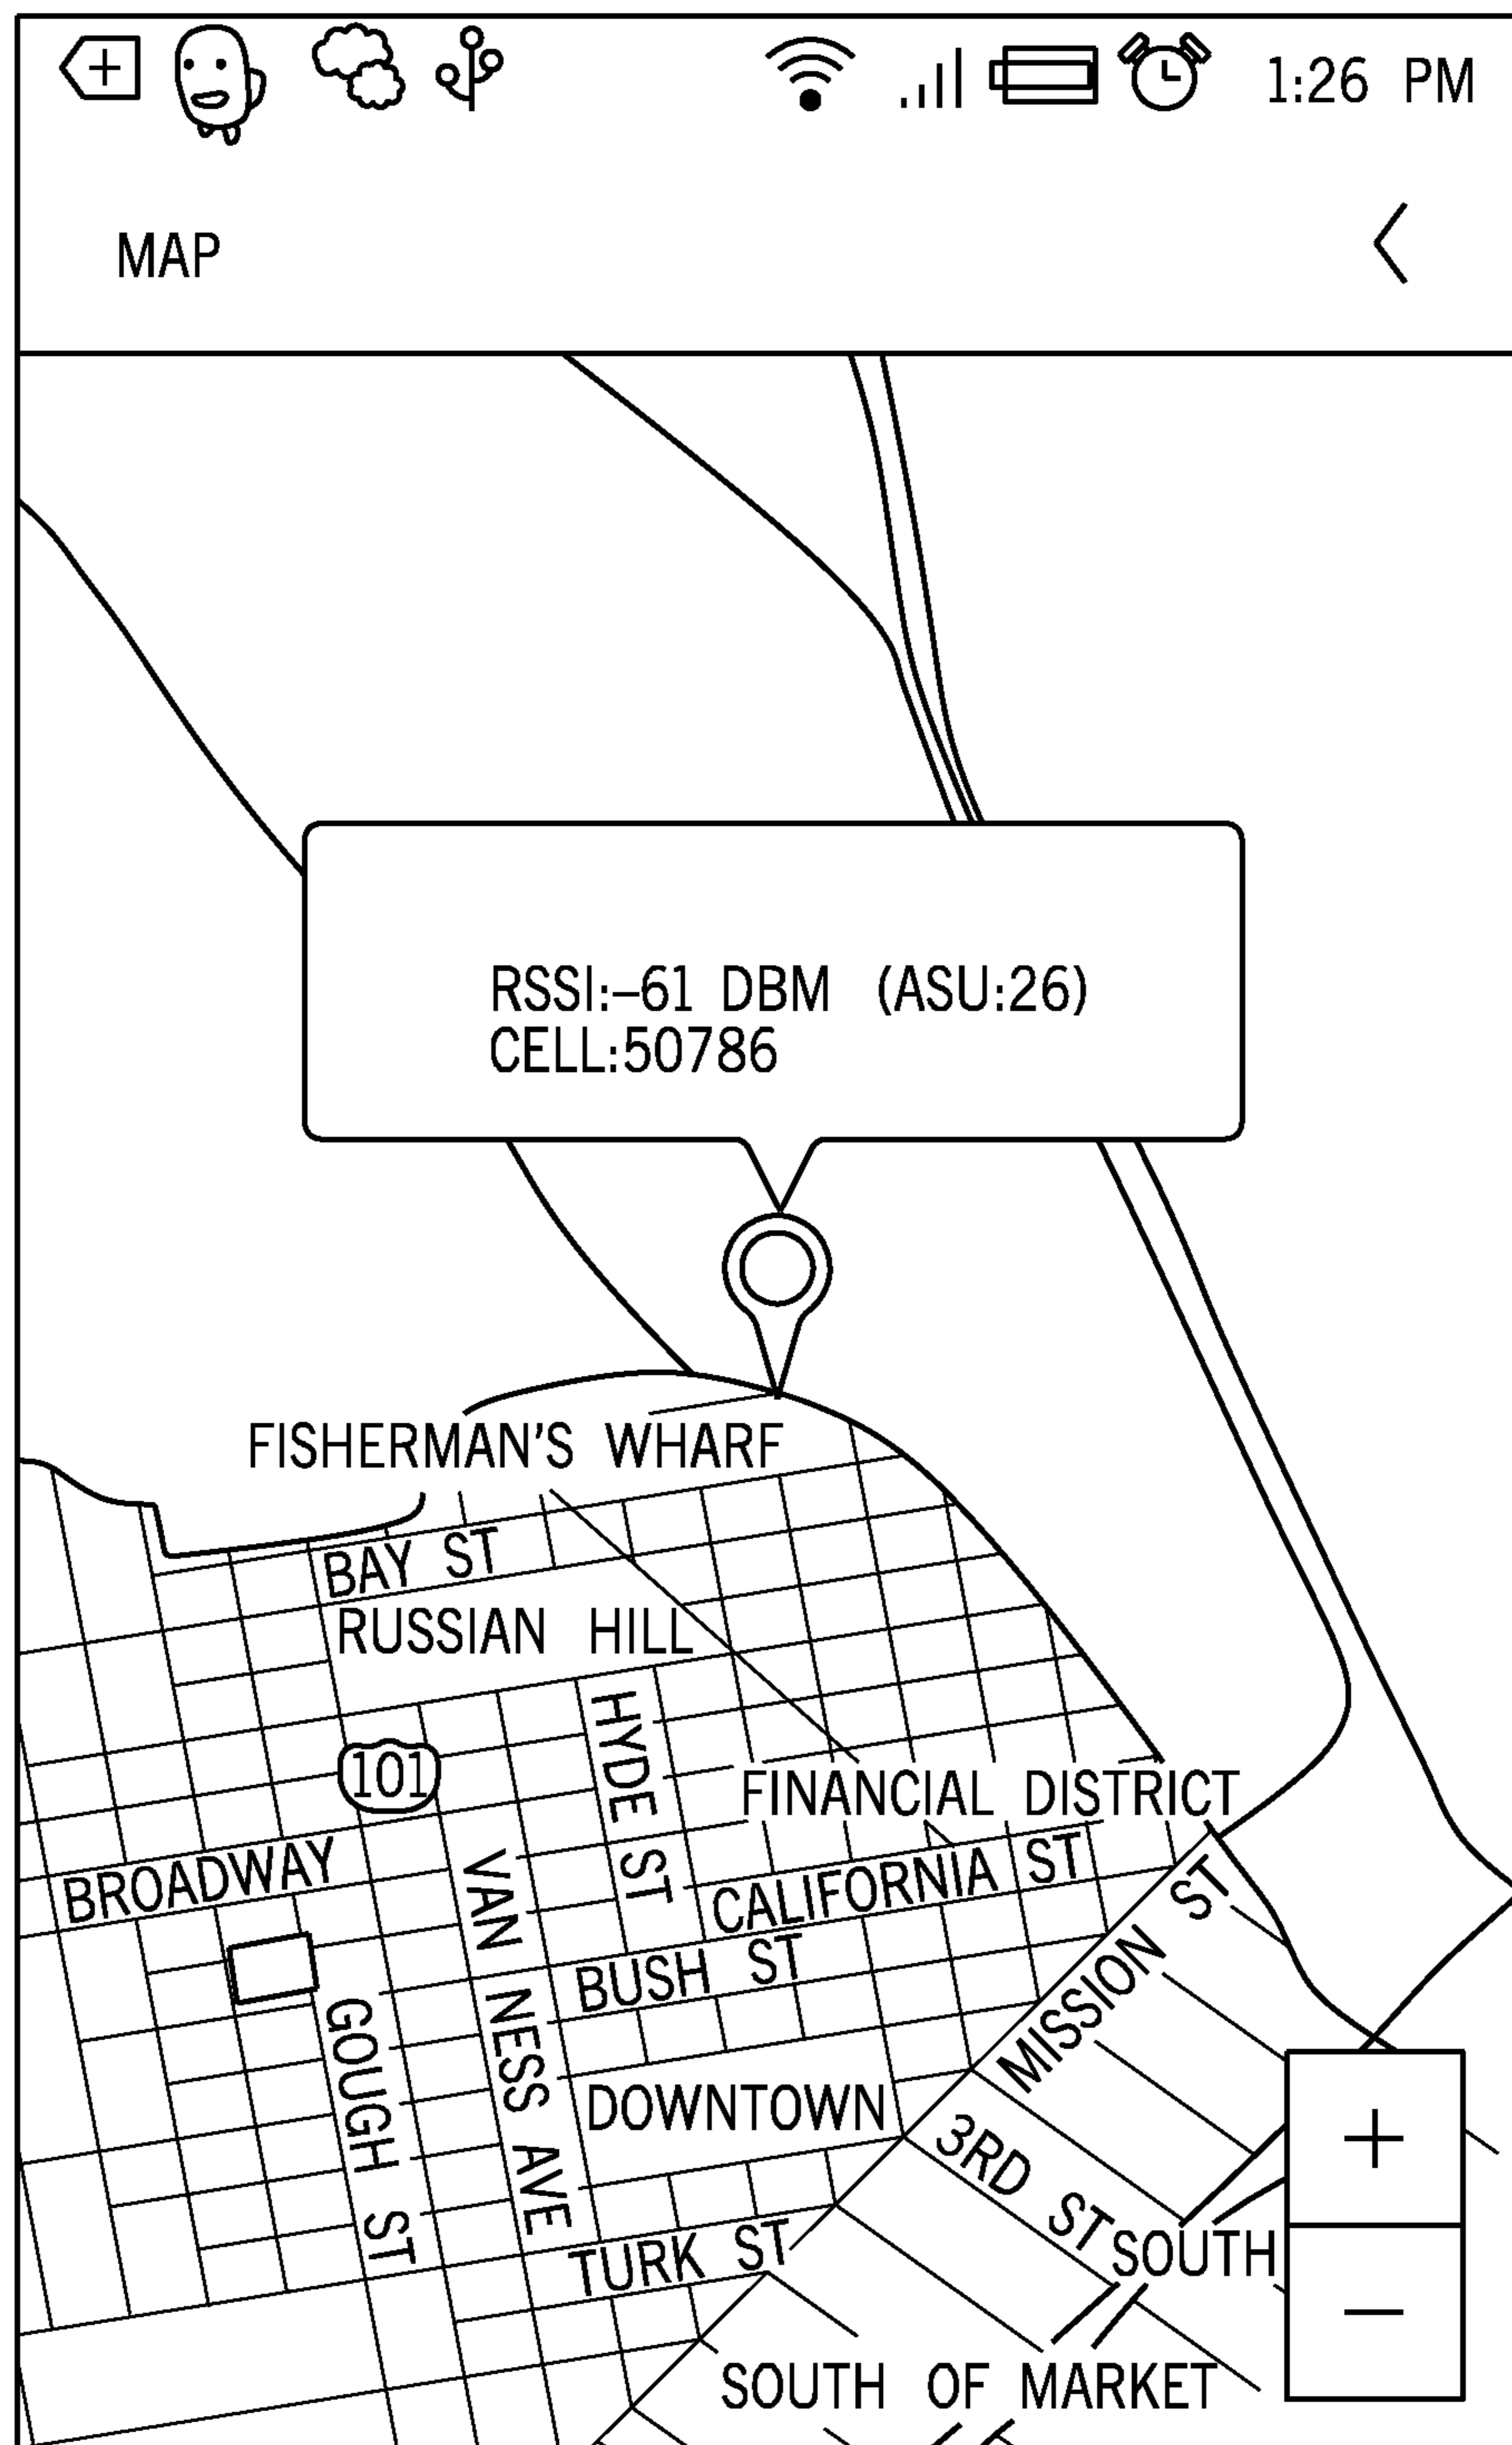 1:26 PM
MAP
RSSI:–61 DBM (ASU:26)
CELL:50786
FISHERMAN'S WHARF
BAY ST
RUSSIAN HILL
HYDE ST
101
FINANCIAL DISTRICT
BROADWAY
VAN NESS AVE
CALIFORNIA ST
MISSION ST
BUSH ST
GOUGH ST
DOWNTOWN
3RD ST
SOUTH
TURK ST
SOUTH OF MARKET
+
–